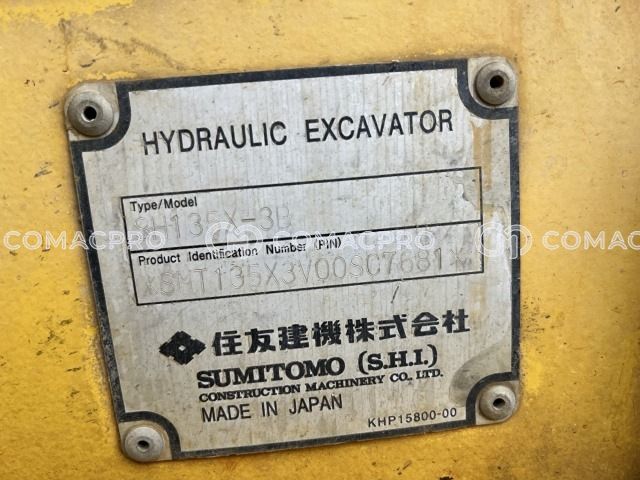 HYDRAULIC EXCAVATOR
Type/Model
SH135X-3B
COMACPRO COMACPRO COMACPRO
Product Identification Number (PIN)
住友建機株式会社
SUMITOMO (S.H.I.)
CONSTRUCTION MACHINERY CO., LTD.
MADE IN JAPAN
KHP15800-00